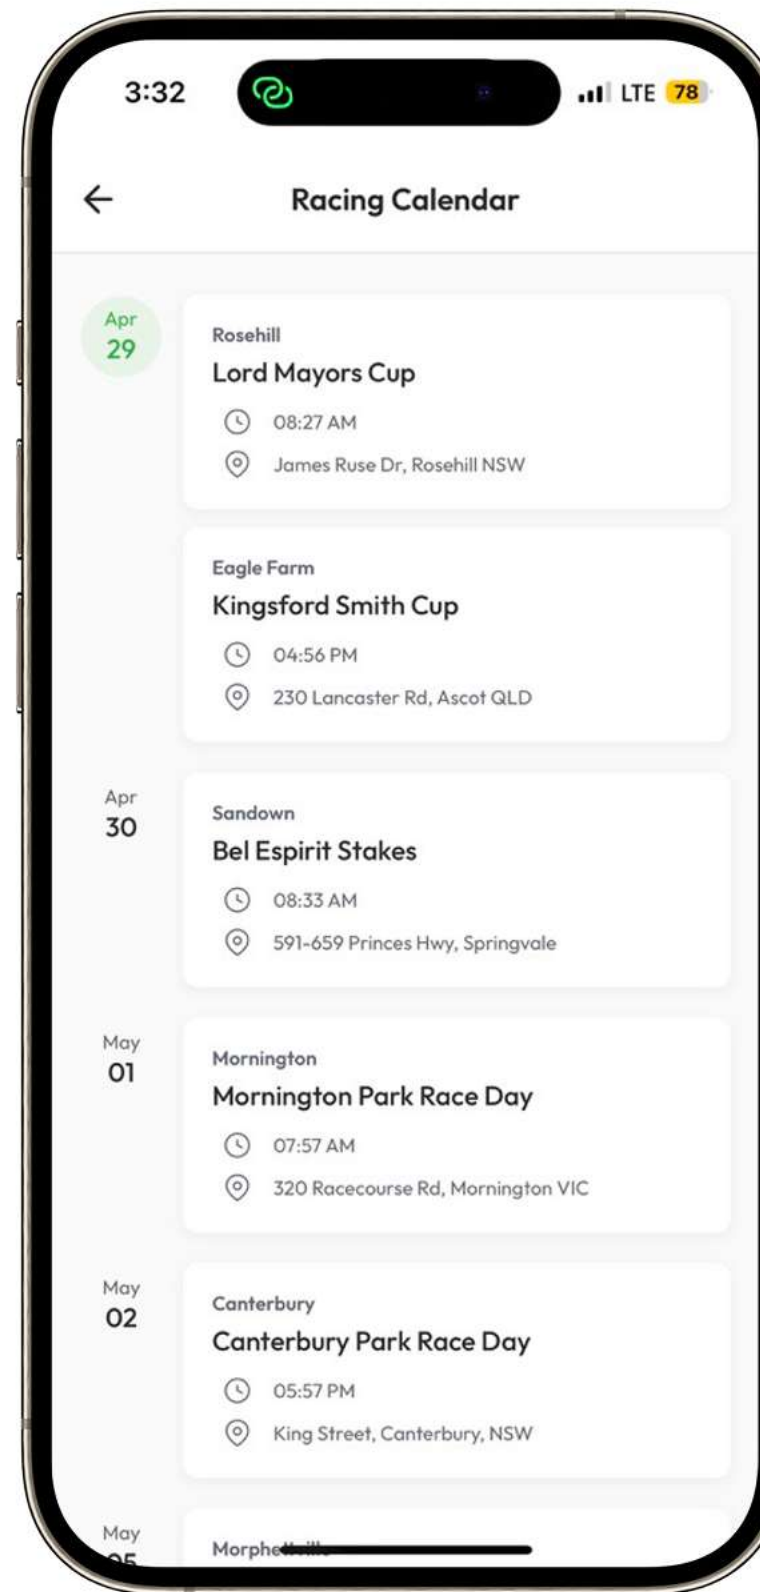 3:32
LTE 78
Racing Calendar
Apr
29
Rosehill
Lord Mayors Cup
08:27 AM
James Ruse Dr, Rosehill NSW
Eagle Farm
Kingsford Smith Cup
04:56 PM
230 Lancaster Rd, Ascot QLD
Apr
30
Sandown
Bel Espirit Stakes
08:33 AM
591-659 Princes Hwy, Springvale
May
01
Mornington
Mornington Park Race Day
07:57 AM
320 Racecourse Rd, Mornington VIC
May
02
Canterbury
Canterbury Park Race Day
05:57 PM
King Street, Canterbury, NSW
May
05
Morphettville